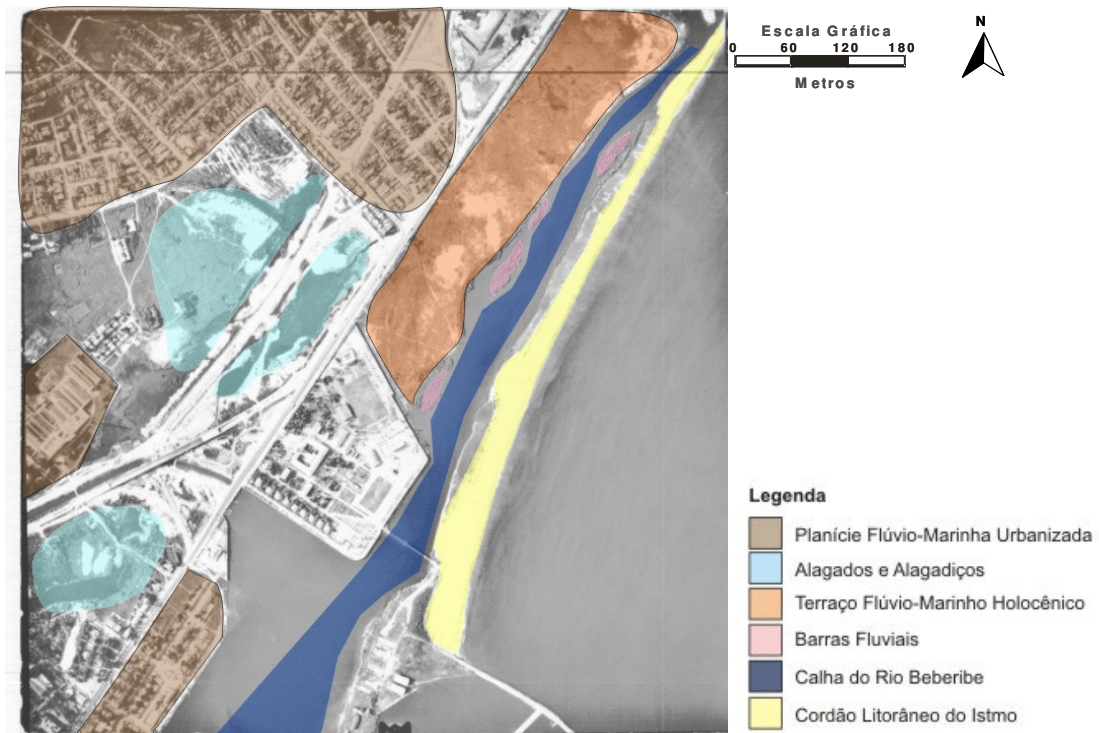 Escala Gráfica
N
0 60 120 180
Metros
Legenda
Planície Flúvio-Marinha Urbanizada
Alagados e Alagadiços
Terraço Flúvio-Marinho Holocênico
Barras Fluviais
Calha do Rio Beberibe
Cordão Litorâneo do Istmo